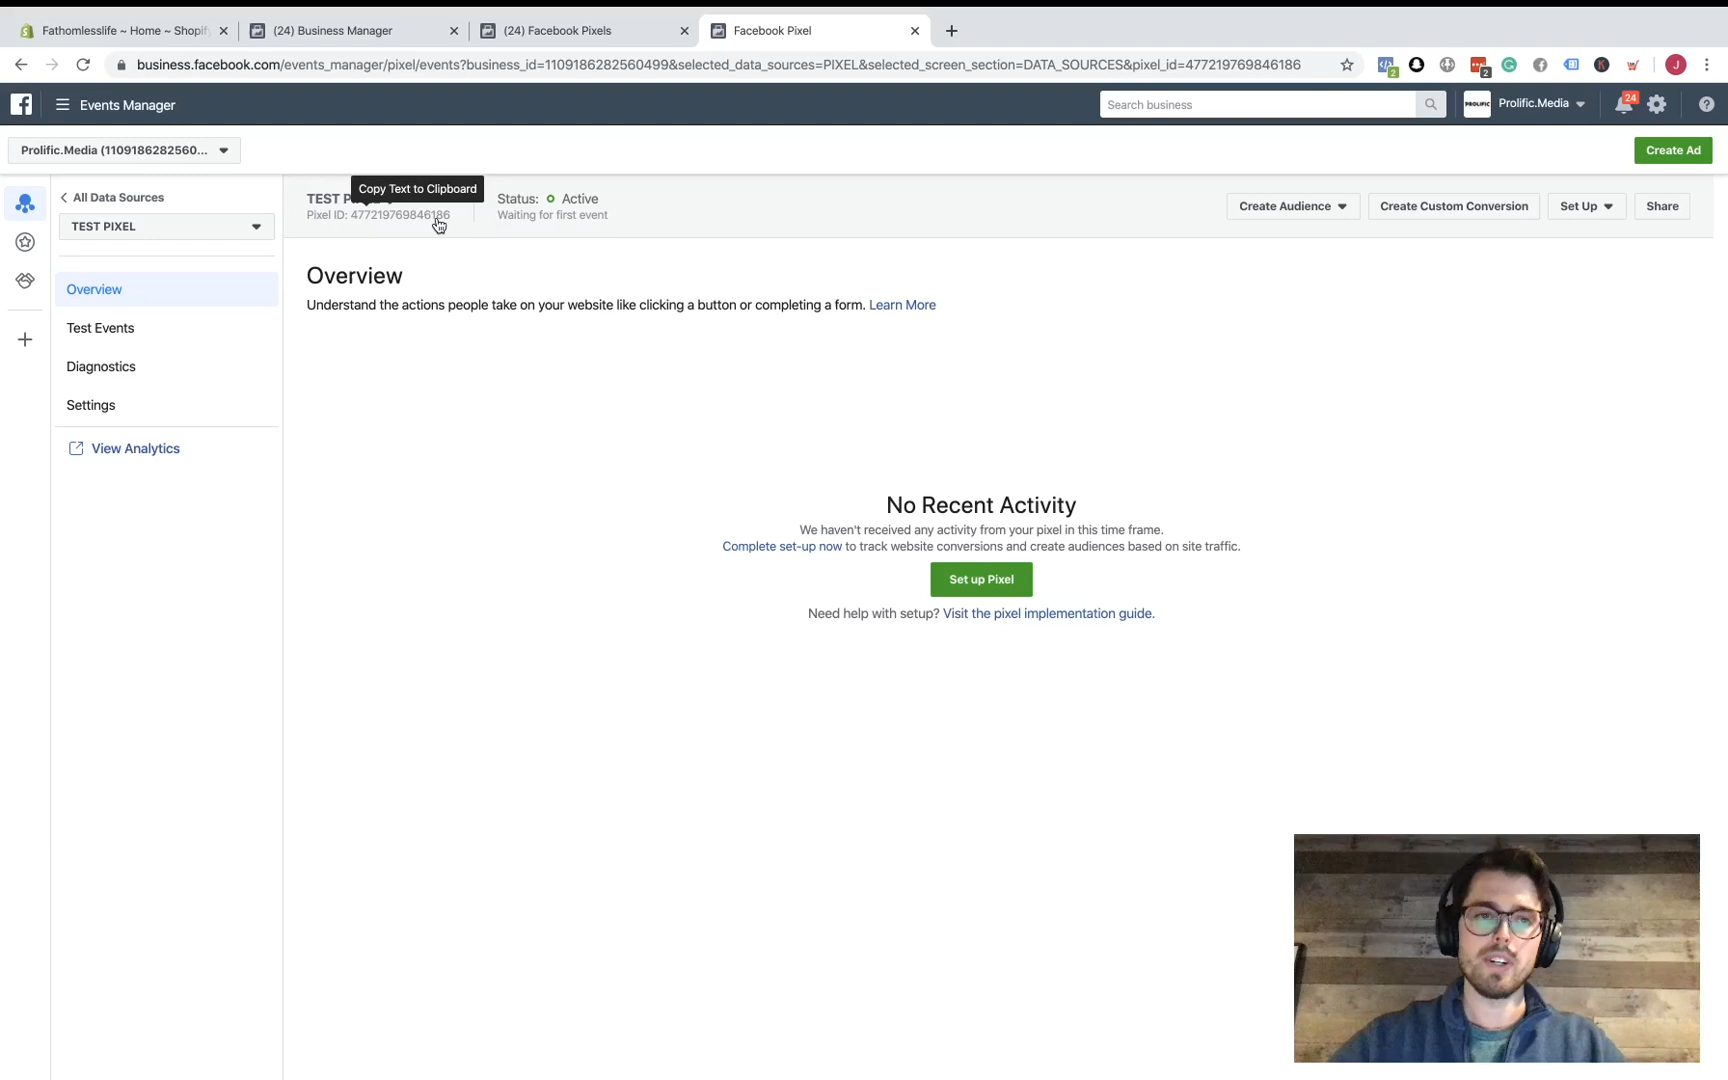 Fathomlesslife ~ Home ~ Shopif
(24) Business Manager
(24) Facebook Pixels
Facebook Pixel
business.facebook.com/events_manager/pixel/events?business_id=1109186282560499&selected_data_sources=PIXEL&selected_screen_section=DATA_SOURCES&pixel_id=477219769846186
2
2
J
Events Manager
Search business
PROLIFIC
Prolific.Media
24
Prolific.Media (1109186282560...
Create Ad
All Data Sources
TEST PIXEL
Copy Text to Clipboard
TEST
Pixel ID: 477219769846186
Status: Active
Waiting for first event
Create Audience
Create Custom Conversion
Set Up
Share
Overview
Test Events
Diagnostics
Settings
View Analytics
Overview
Understand the actions people take on your website like clicking a button or completing a form. Learn More
No Recent Activity
We haven't received any activity from your pixel in this time frame.
Complete set-up now to track website conversions and create audiences based on site traffic.
Set up Pixel
Need help with setup? Visit the pixel implementation guide.